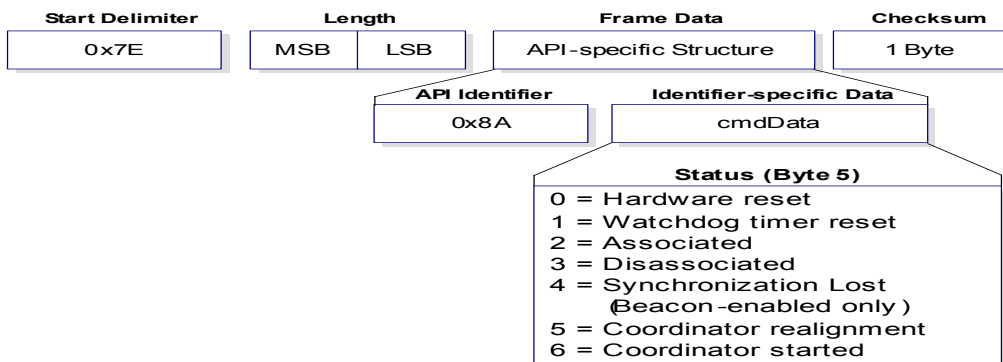 Start Delimiter Length Frame Data Checksum
0x7E MSB LSB API-specific Structure 1 Byte
API Identifier Identifier-specific Data
0x8A cmdData
Status (Byte 5)
0 = Hardware reset
1 = Watchdog timer reset
2 = Associated
3 = Disassociated
4 = Synchronization Lost
(Beacon-enabled only)
5 = Coordinator realignment
6 = Coordinator started